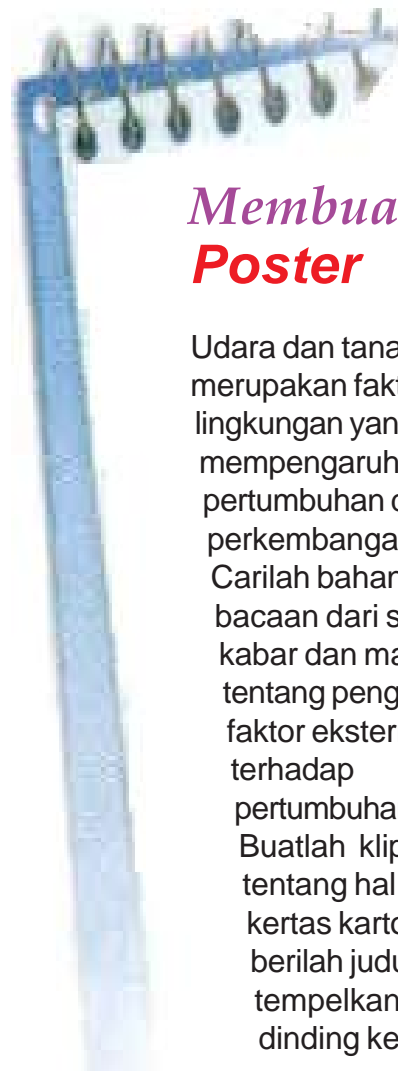 Membua
Poster
Udara dan tana
merupakan fakt
lingkungan yan
mempengaruh
pertumbuhan d
perkembanga
Carilah bahan
bacaan dari s
kabar dan ma
tentang peng
faktor ekster
terhadap
pertumbuha
Buatlah klip
tentang hal
kertas karto
berilah judu
tempelkan
dinding ke